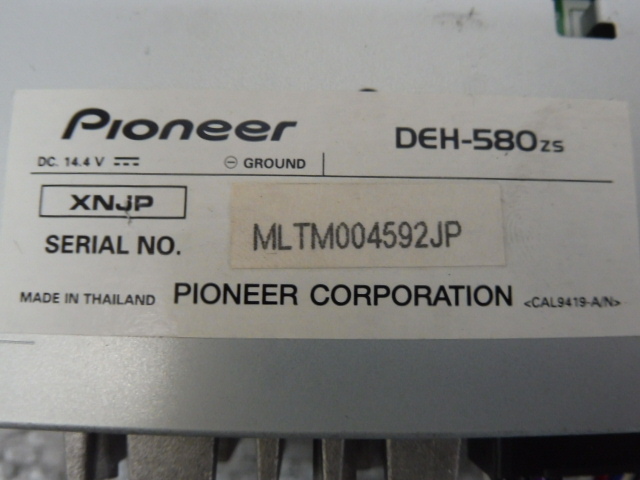 Pioneer DEH-580zs
DC. 14.4 V ⎓ ⊖ GROUND
XNJP
SERIAL NO. MLTM004592JP
MADE IN THAILAND PIONEER CORPORATION <CAL9419-A/N>